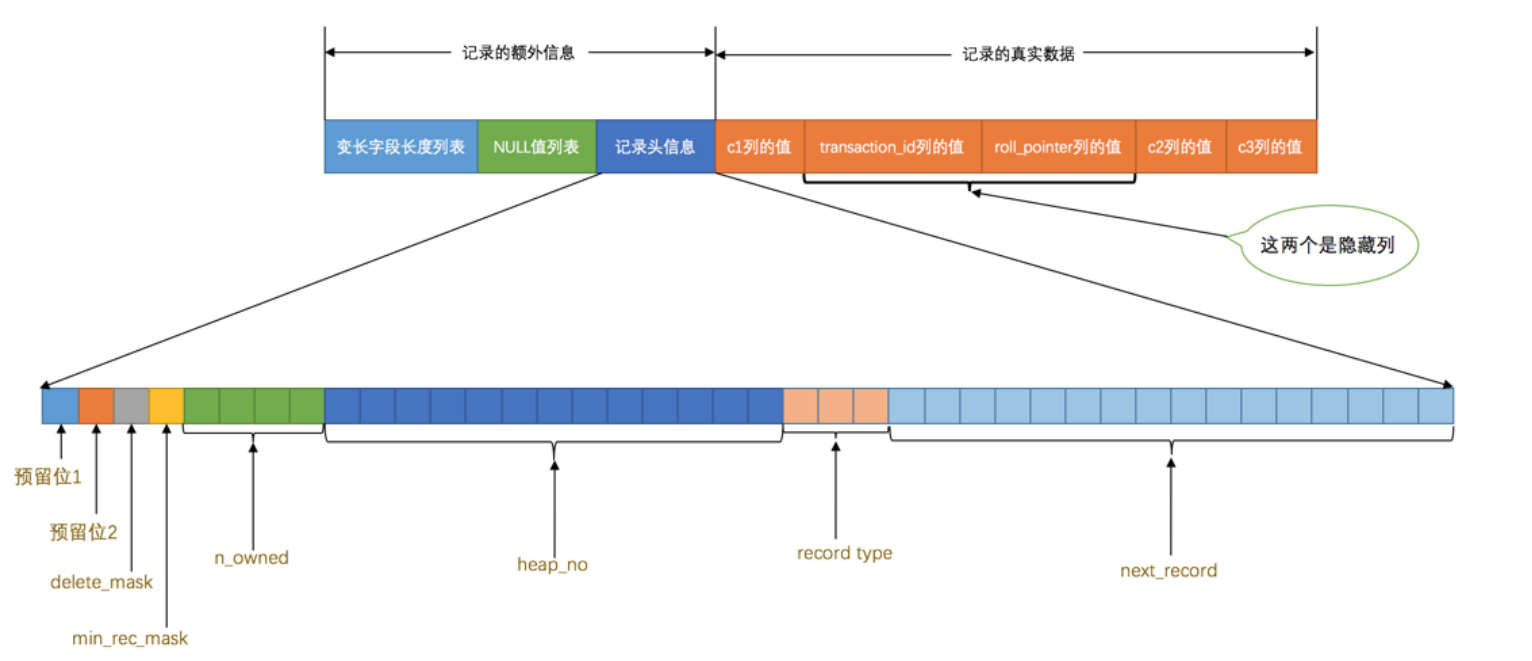 记录的额外信息
记录的真实数据
变长字段长度列表
NULL值列表
记录头信息
c1列的值
transaction_id列的值
roll_pointer列的值
c2列的值
c3列的值
这两个是隐藏列
预留位1
预留位2
delete_mask
min_rec_mask
n_owned
heap_no
record type
next_record